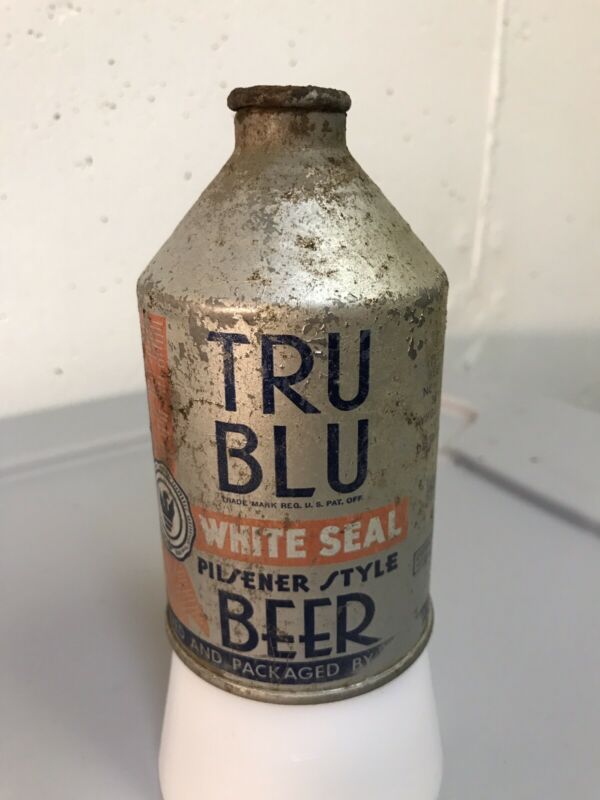 TRU
BLU
TRADE MARK REG. U. S. PAT. OFF.
WHITE SEAL
PILSENER STYLE
BEER
AND PACKAGED BY